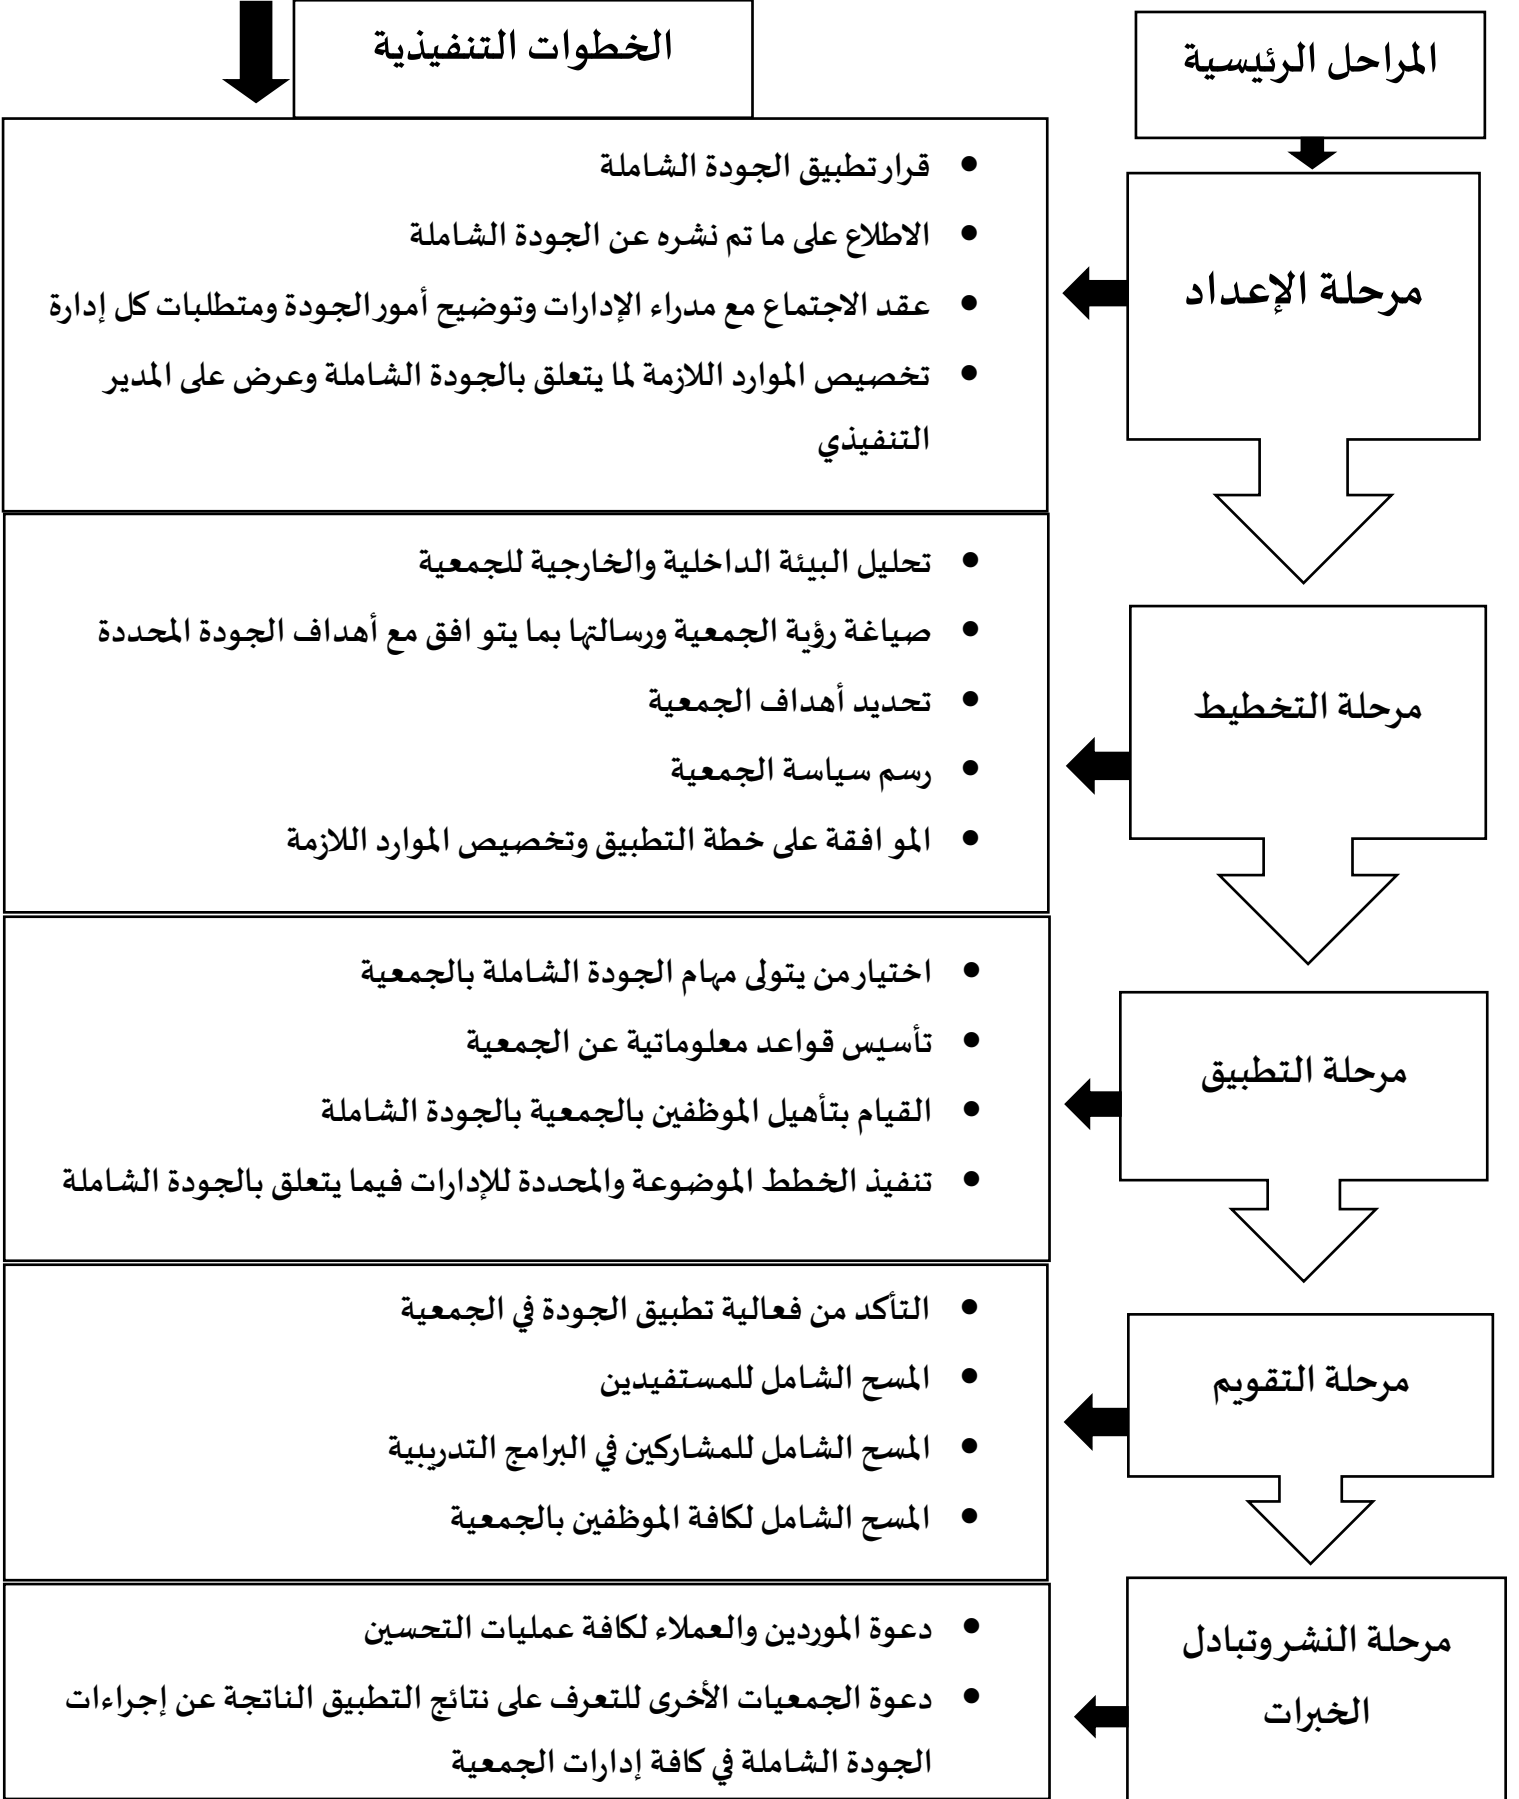 المراحل الرئيسية
الخطوات التنفيذية
مرحلة الإعداد
• قرار تطبيق الجودة الشاملة
• الاطلاع على ما تم نشره عن الجودة الشاملة
• عقد الاجتماع مع مدراء الإدارات وتوضيح أمور الجودة ومتطلبات كل إدارة
• تخصيص الموارد اللازمة لما يتعلق بالجودة الشاملة وعرض على المدير
التنفيذي
مرحلة التخطيط
• تحليل البيئة الداخلية والخارجية للجمعية
• صياغة رؤية الجمعية ورسالتها بما يتوافق مع أهداف الجودة المحددة
• تحديد أهداف الجمعية
• رسم سياسة الجمعية
• الموافقة على خطة التطبيق وتخصيص الموارد اللازمة
مرحلة التطبيق
• اختيار من يتولى مهام الجودة الشاملة بالجمعية
• تأسيس قواعد معلوماتية عن الجمعية
• القيام بتأهيل الموظفين بالجمعية بالجودة الشاملة
• تنفيذ الخطط الموضوعة والمحددة للإدارات فيما يتعلق بالجودة الشاملة
مرحلة التقويم
• التأكد من فعالية تطبيق الجودة في الجمعية
• المسح الشامل للمستفيدين
• المسح الشامل للمشاركين في البرامج التدريبية
• المسح الشامل لكافة الموظفين بالجمعية
مرحلة النشر وتبادل
الخبرات
• دعوة الموردين والعملاء لكافة عمليات التحسين
• دعوة الجمعيات الأخرى للتعرف على نتائج التطبيق الناتجة عن إجراءات
الجودة الشاملة في كافة إدارات الجمعية